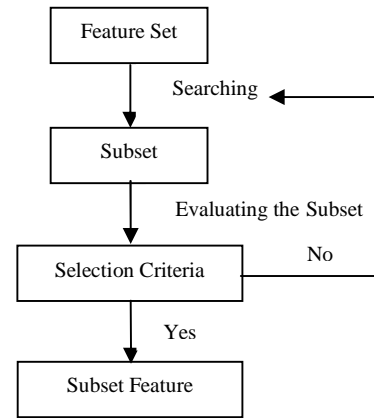 Feature Set
Searching
Subset
Evaluating the Subset
Selection Criteria
No
Yes
Subset Feature